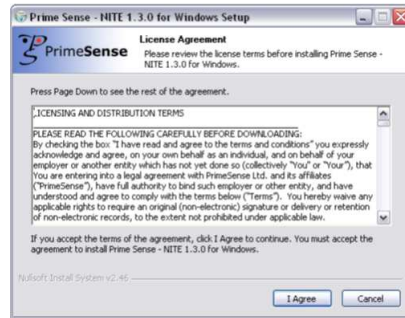 Prime Sense - NITE 1.3.0 for Windows Setup
PrimeSense
License Agreement
Please review the license terms before installing Prime Sense -
NITE 1.3.0 for Windows.
Press Page Down to see the rest of the agreement.
LICENSING AND DISTRIBUTION TERMS
PLEASE READ THE FOLLOWING CAREFULLY BEFORE DOWNLOADING:
By checking the box "I have read and agree to the terms and conditions" you expressly
acknowledge and agree, on your own behalf as an individual, and on behalf of your
employer or another entity which has not yet done so (collectively "You" or "Your"), that
You are entering into a legal agreement with PrimeSense Ltd. and its affiliates
("PrimeSense"), have full authority to bind such employer or other entity, and have
understood and agree to comply with the terms below ("Terms"). You hereby waive any
applicable rights to require an original (non-electronic) signature or delivery or retention
of non-electronic records, to the extent not prohibited under applicable law.
If you accept the terms of the agreement, click I Agree to continue. You must accept the
agreement to install Prime Sense - NITE 1.3.0 for Windows.
Nullsoft Install System v2.46
I Agree
Cancel